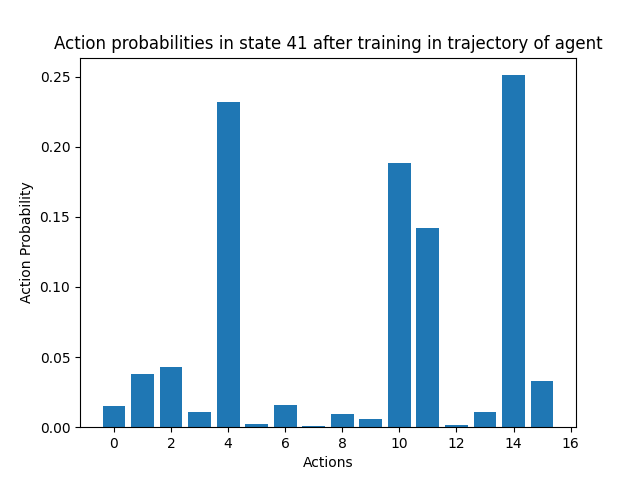 Action probabilities in state 41 after training in trajectory of agent
0.25
0.20
0.15
0.10
0.05
0.00
Action Probability
0 2 4 6 8 10 12 14 16
Actions